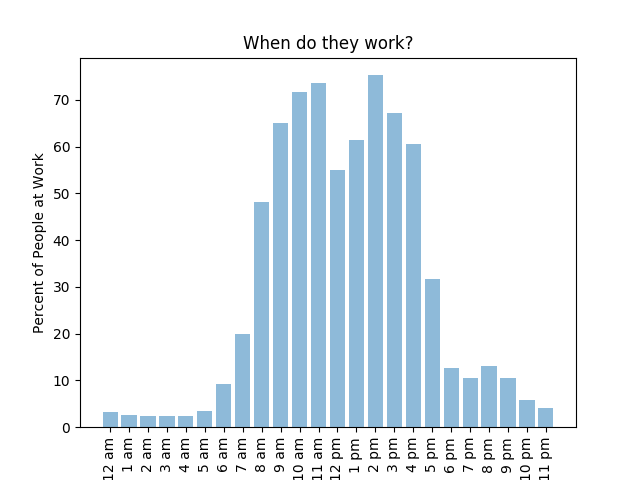 When do they work?
Percent of People at Work
70
60
50
40
30
20
10
0
12 am
1 am
2 am
3 am
4 am
5 am
6 am
7 am
8 am
9 am
10 am
11 am
12 pm
1 pm
2 pm
3 pm
4 pm
5 pm
6 pm
7 pm
8 pm
9 pm
10 pm
11 pm